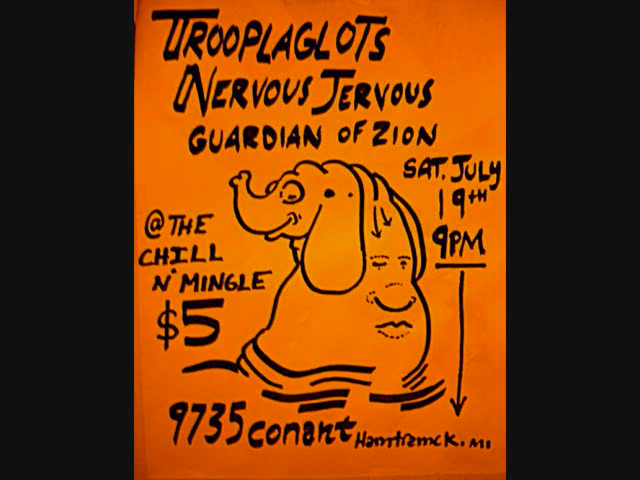 TROOPLAGLOTS
NERVOUS JERVOUS
GUARDIAN OF ZION
SAT. JULY
19TH
9PM
@ THE
CHILL
N' MINGLE
$5
9735 conant Hamtramck. MI